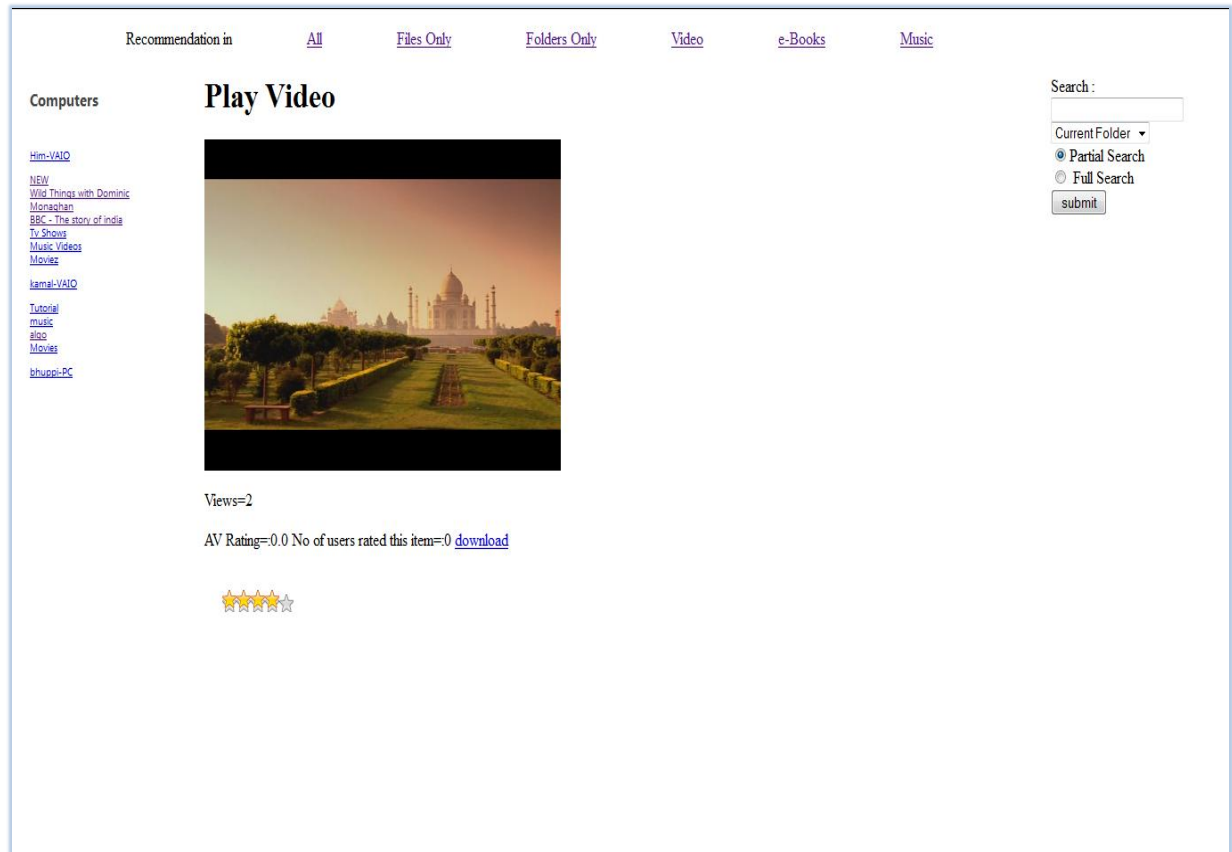 Recommendation in All Files Only Folders Only Video e-Books Music
Computers
Him-VAIO
NEW
Wild Things with Dominic
Monaghan
BBC - The story of india
Tv Shows
Music Videos
Moviez
kamal-VAIO
Tutorial
music
algo
Movies
bhuppi-PC
Play Video
Views=2
AV Rating=:0.0 No of users rated this item=:0 download
Search :
Current Folder
Partial Search
Full Search
submit